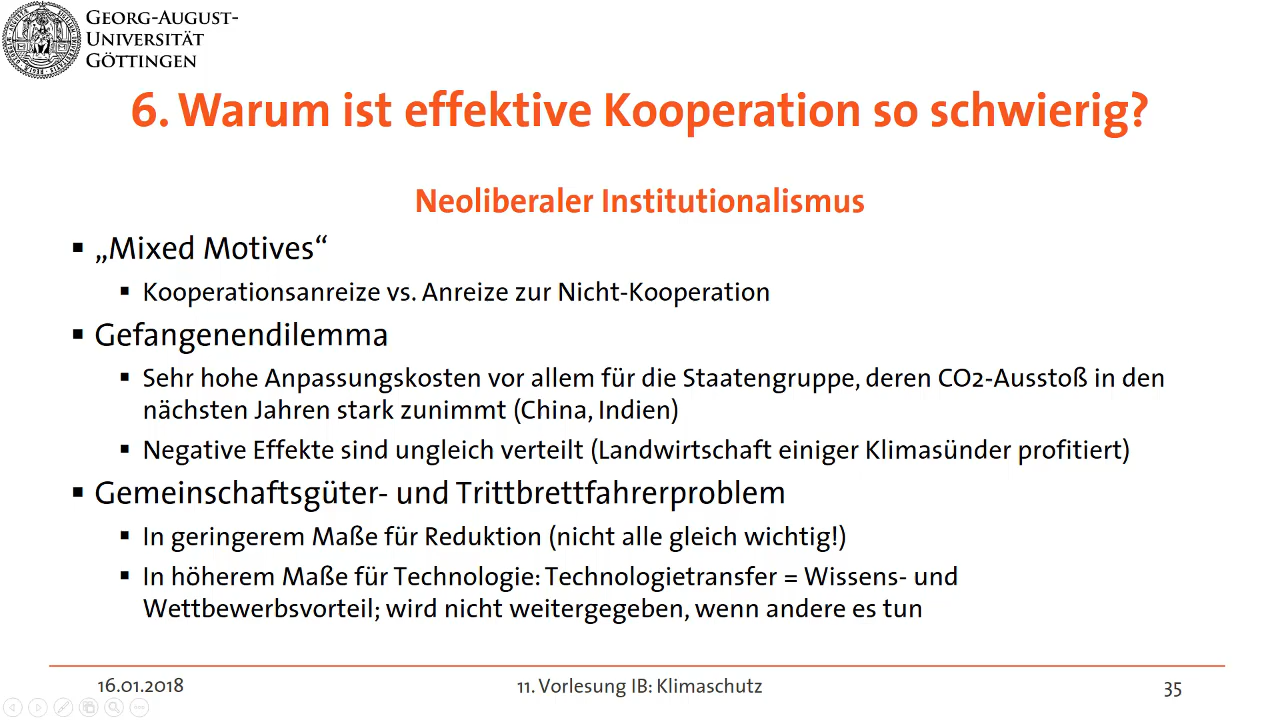 GEORG-AUGUST-
UNIVERSITÄT
GÖTTINGEN
6. Warum ist effektive Kooperation so schwierig?
Neoliberaler Institutionalismus
▪ „Mixed Motives“
▪ Kooperationsanreize vs. Anreize zur Nicht-Kooperation
▪ Gefangenendilemma
▪ Sehr hohe Anpassungskosten vor allem für die Staatengruppe, deren CO2-Ausstoß in den
nächsten Jahren stark zunimmt (China, Indien)
▪ Negative Effekte sind ungleich verteilt (Landwirtschaft einiger Klimasünder profitiert)
▪ Gemeinschaftsgüter- und Trittbrettfahrerproblem
▪ In geringerem Maße für Reduktion (nicht alle gleich wichtig!)
▪ In höherem Maße für Technologie: Technologietransfer = Wissens- und
Wettbewerbsvorteil; wird nicht weitergegeben, wenn andere es tun
16.01.2018
11. Vorlesung IB: Klimaschutz
35